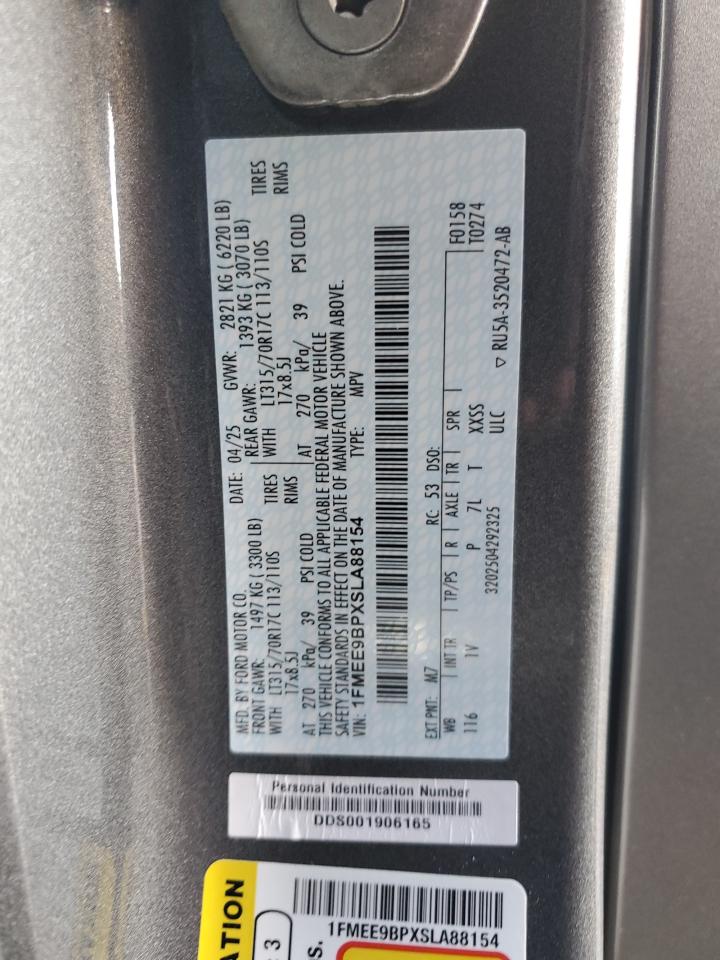 MFD. BY FORD MOTOR CO.
DATE: 04/25 GVWR: 2821 KG ( 6220 LB)
FRONT GAWR: 1497 KG ( 3300 LB) REAR GAWR: 1393 KG ( 3070 LB)
WITH LT315/70R17C 113/110S TIRES WITH LT315/70R17C 113/110S TIRES
17x8.5J RIMS 17x8.5J RIMS
AT 270 kPa/ 39 PSI COLD AT 270 kPa/ 39 PSI COLD
THIS VEHICLE CONFORMS TO ALL APPLICABLE FEDERAL MOTOR VEHICLE
SAFETY STANDARDS IN EFFECT ON THE DATE OF MANUFACTURE SHOWN ABOVE.
VIN: 1FMEE9BPXSLA88154 TYPE: MPV
EXT PNT: M7 RC: 53 DSO: F0158
WB INT TR TP/PS R AXLE TR SPR T0274
116 1V P 7L T XXSS
ULC
3202504292325 ▽ RU5A-3520472-AB
Personal Identification Number
DDS001906165
1FMEE9BPXSLA88154
ATION
: 3
s.